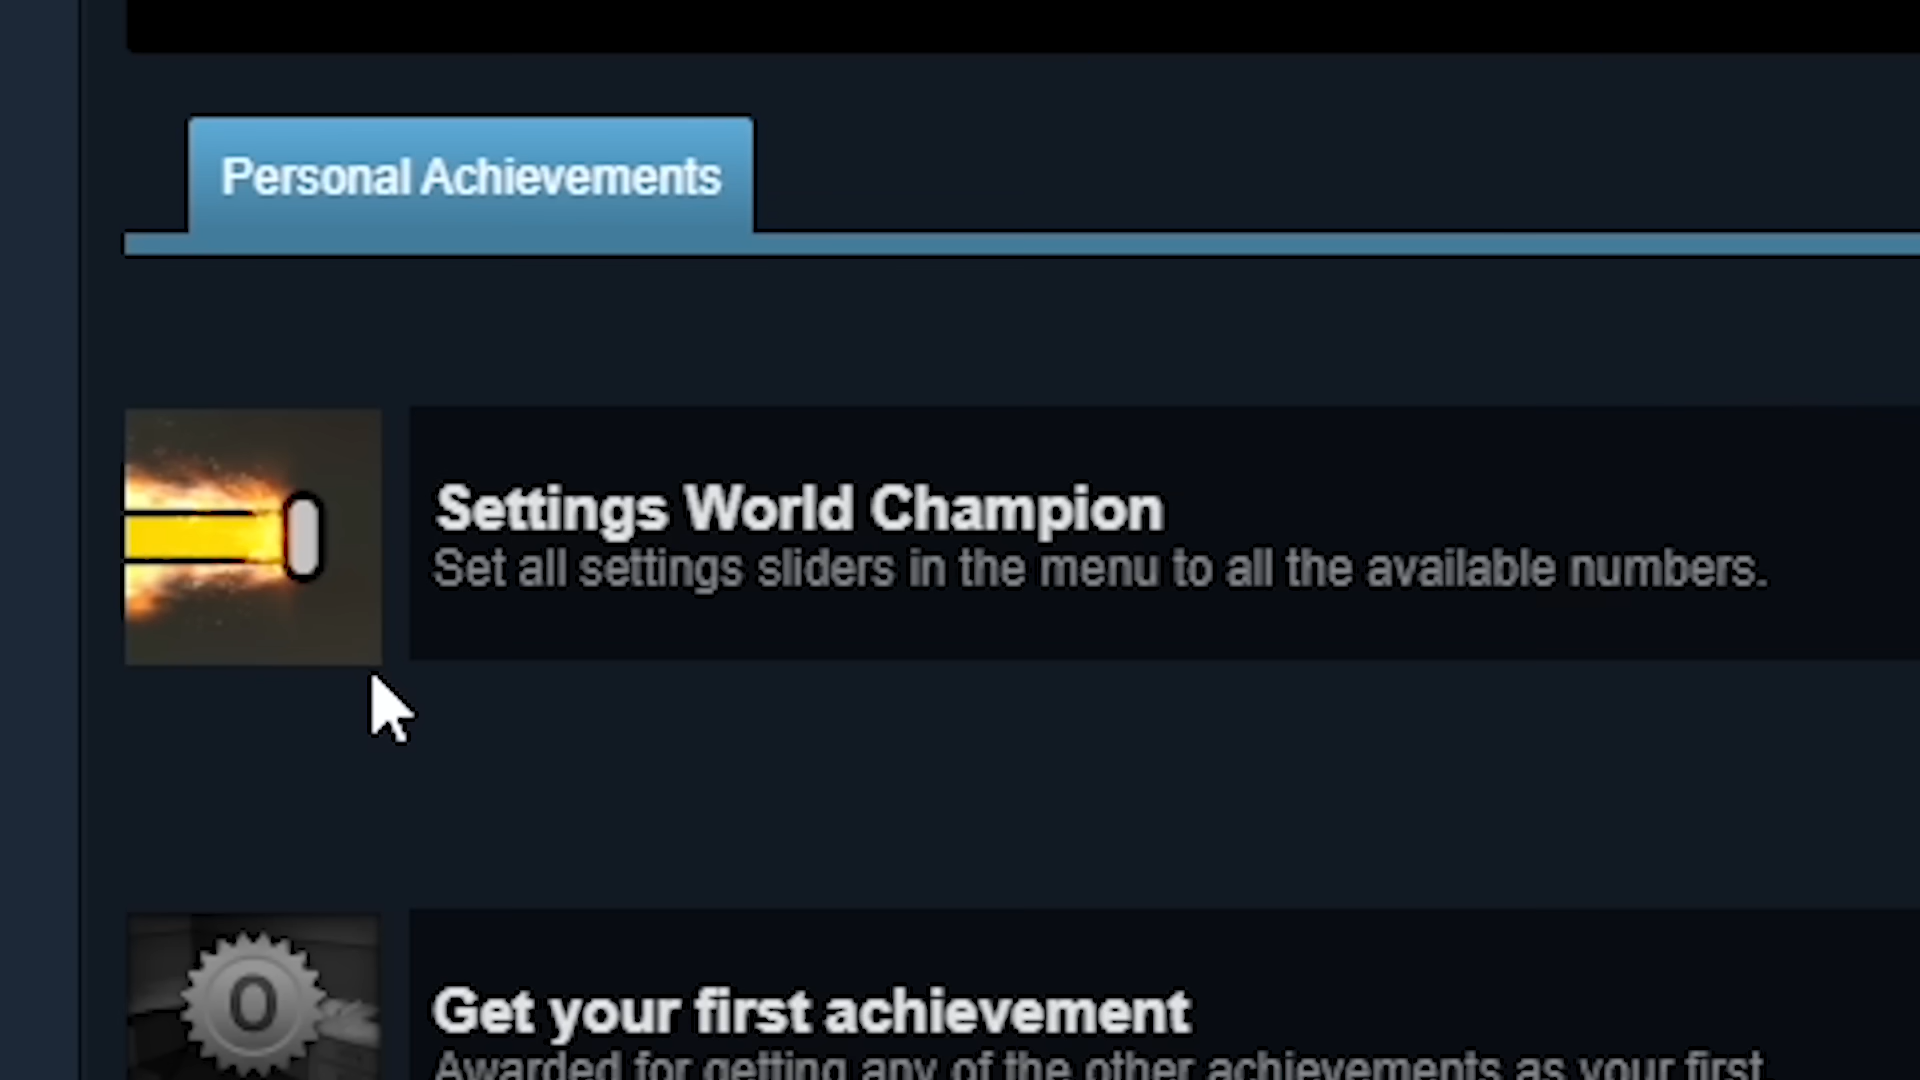 Personal Achievements
Settings World Champion
Set all settings sliders in the menu to all the available numbers.
0
Get your first achievement
Awarded for getting any of the other achievements as your first